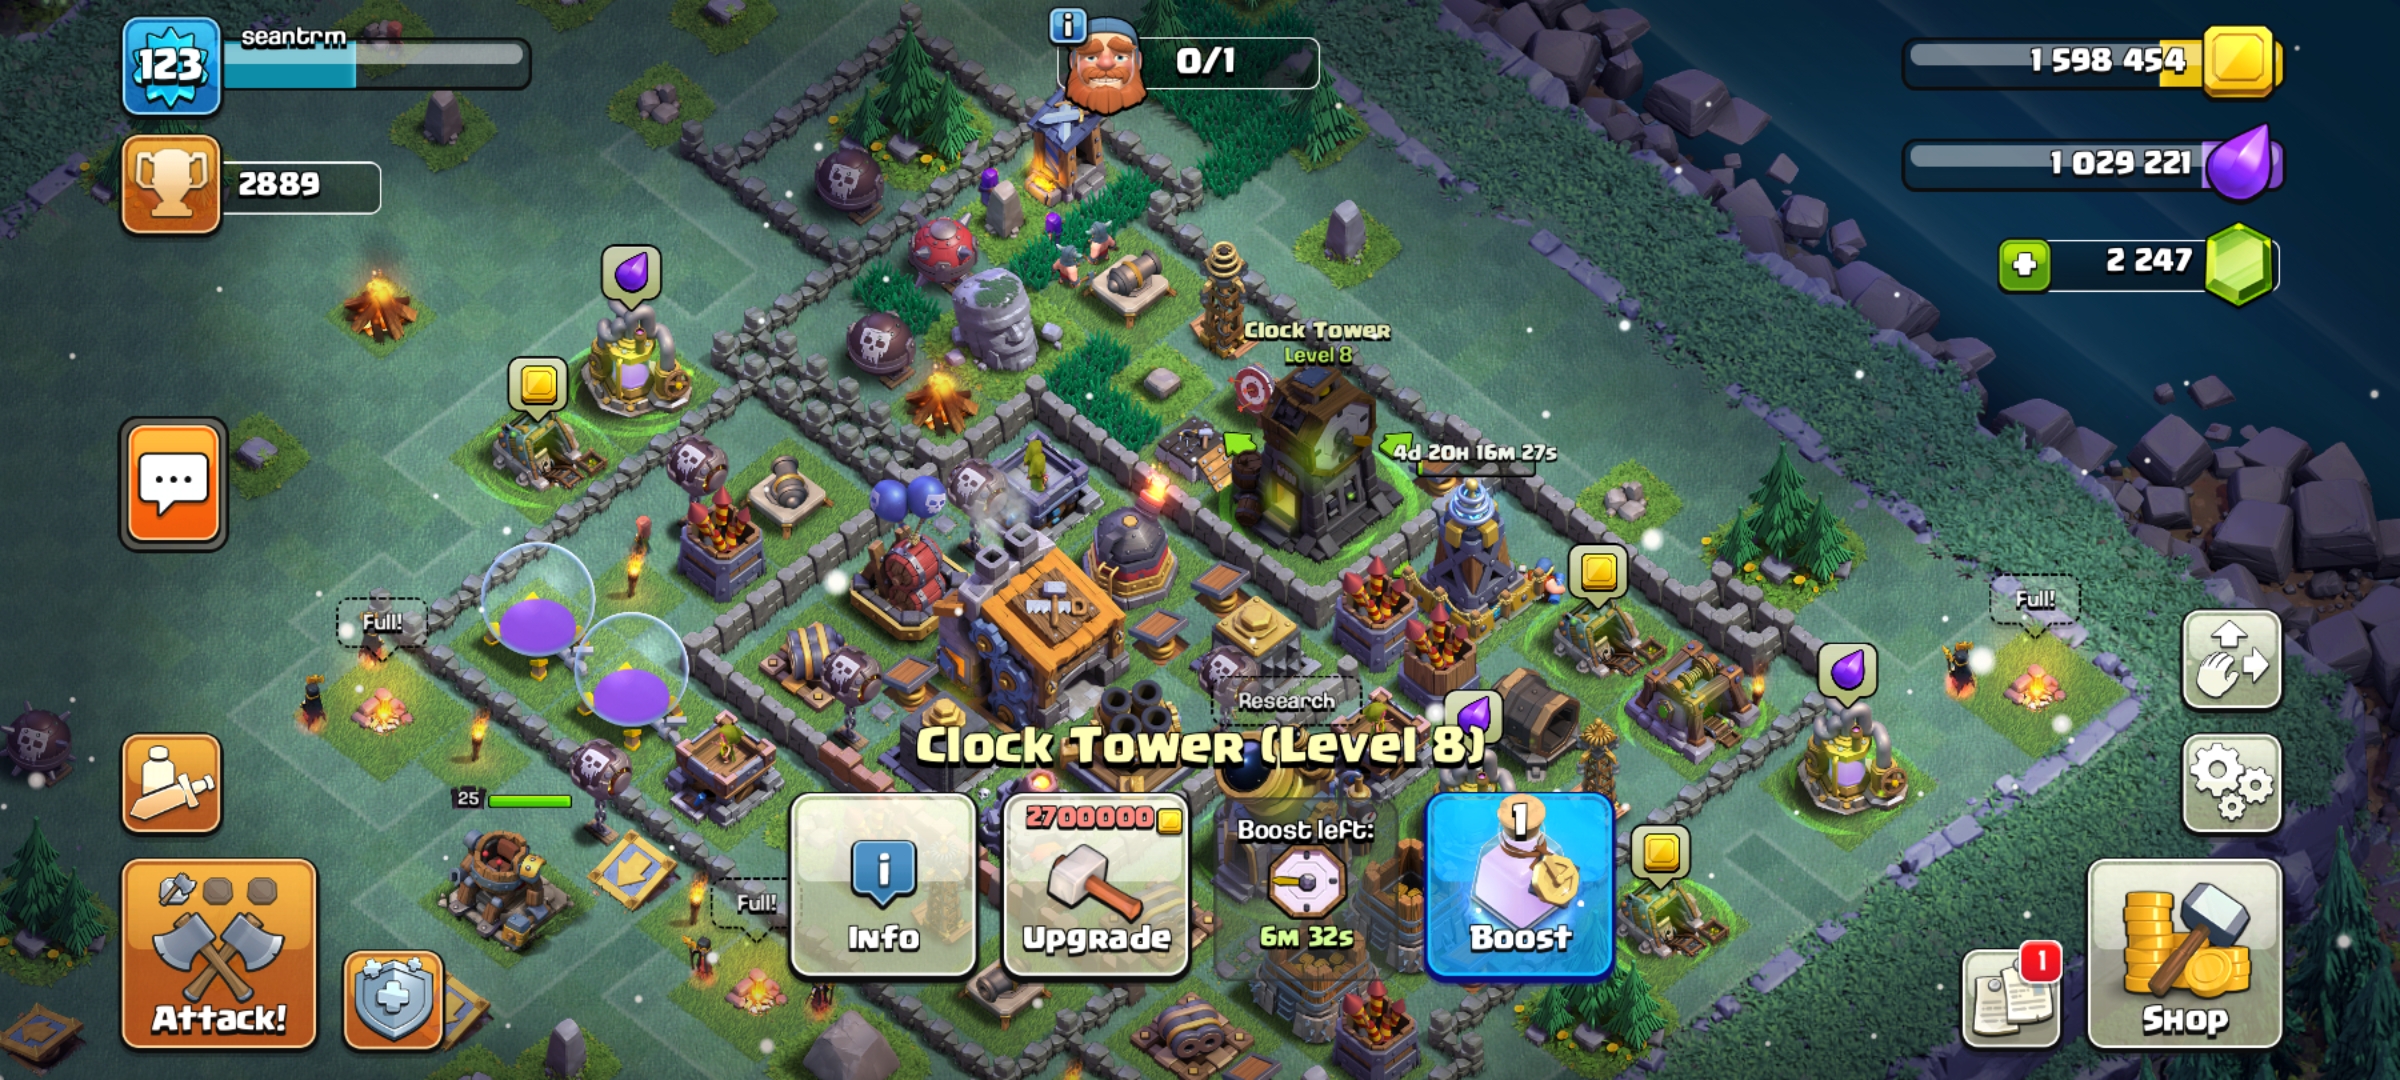 seantrm
123
0/1
1 598 454
2889
1 029 221
2 247
Clock Tower
Level 8
4d 20H 16M 27s
Full!
Full!
Research
Clock Tower (Level 8)
25
2700000
Boost left:
1
Full!
Info
Upgrade
6M 32s
Boost
1
Attack!
Shop